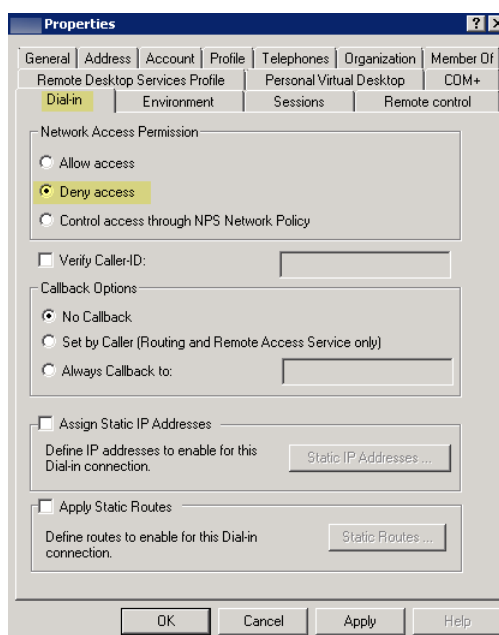 Properties
General Address Account Profile Telephones Organization Member Of
Remote Desktop Services Profile Personal Virtual Desktop COM+
Dial-in Environment Sessions Remote control
Network Access Permission
Allow access
Deny access
Control access through NPS Network Policy
Verify Caller-ID:
Callback Options
No Callback
Set by Caller (Routing and Remote Access Service only)
Always Callback to:
Assign Static IP Addresses
Define IP addresses to enable for this
Dial-in connection.
Static IP Addresses ...
Apply Static Routes
Define routes to enable for this Dial-in
connection.
Static Routes ...
OK Cancel Apply Help